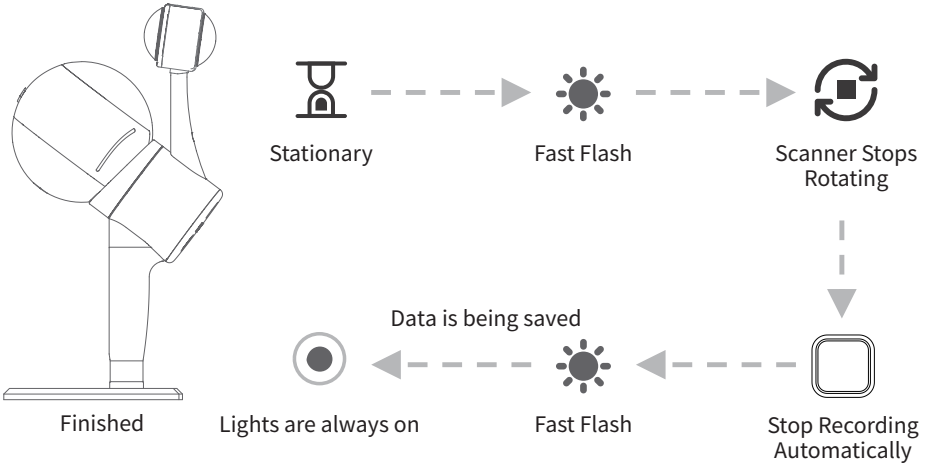 Stationary
Fast Flash
Scanner Stops
Rotating
Data is being saved
Finished
Lights are always on
Fast Flash
Stop Recording
Automatically